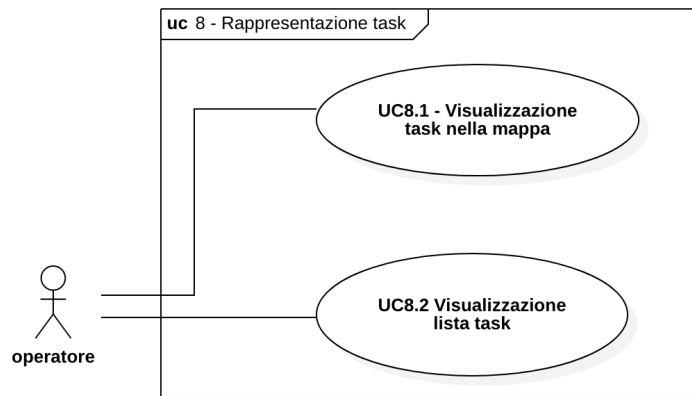 uc 8 - Rappresentazione task
UC8.1 - Visualizzazione
task nella mappa
UC8.2 Visualizzazione
lista task
operatore